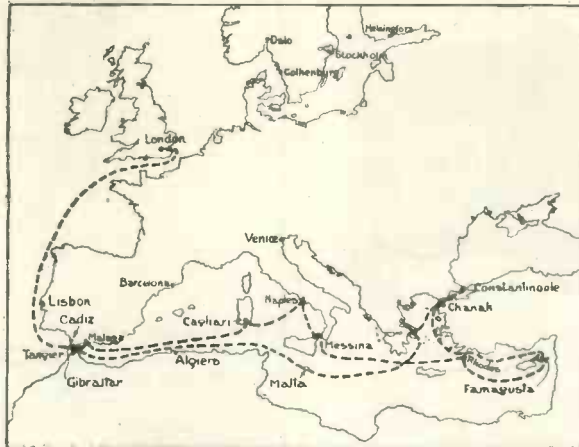 Helsingfors
Oslo
Stockholm
Gothenburg
London
Venice
Constantinople
Barcelona
Naples
Chanak
Lisbon
Cagliari
Cadiz
Malaga
Messina
Tangier
Algiers
Rhodes
Gibraltar
Malta
Famagusta